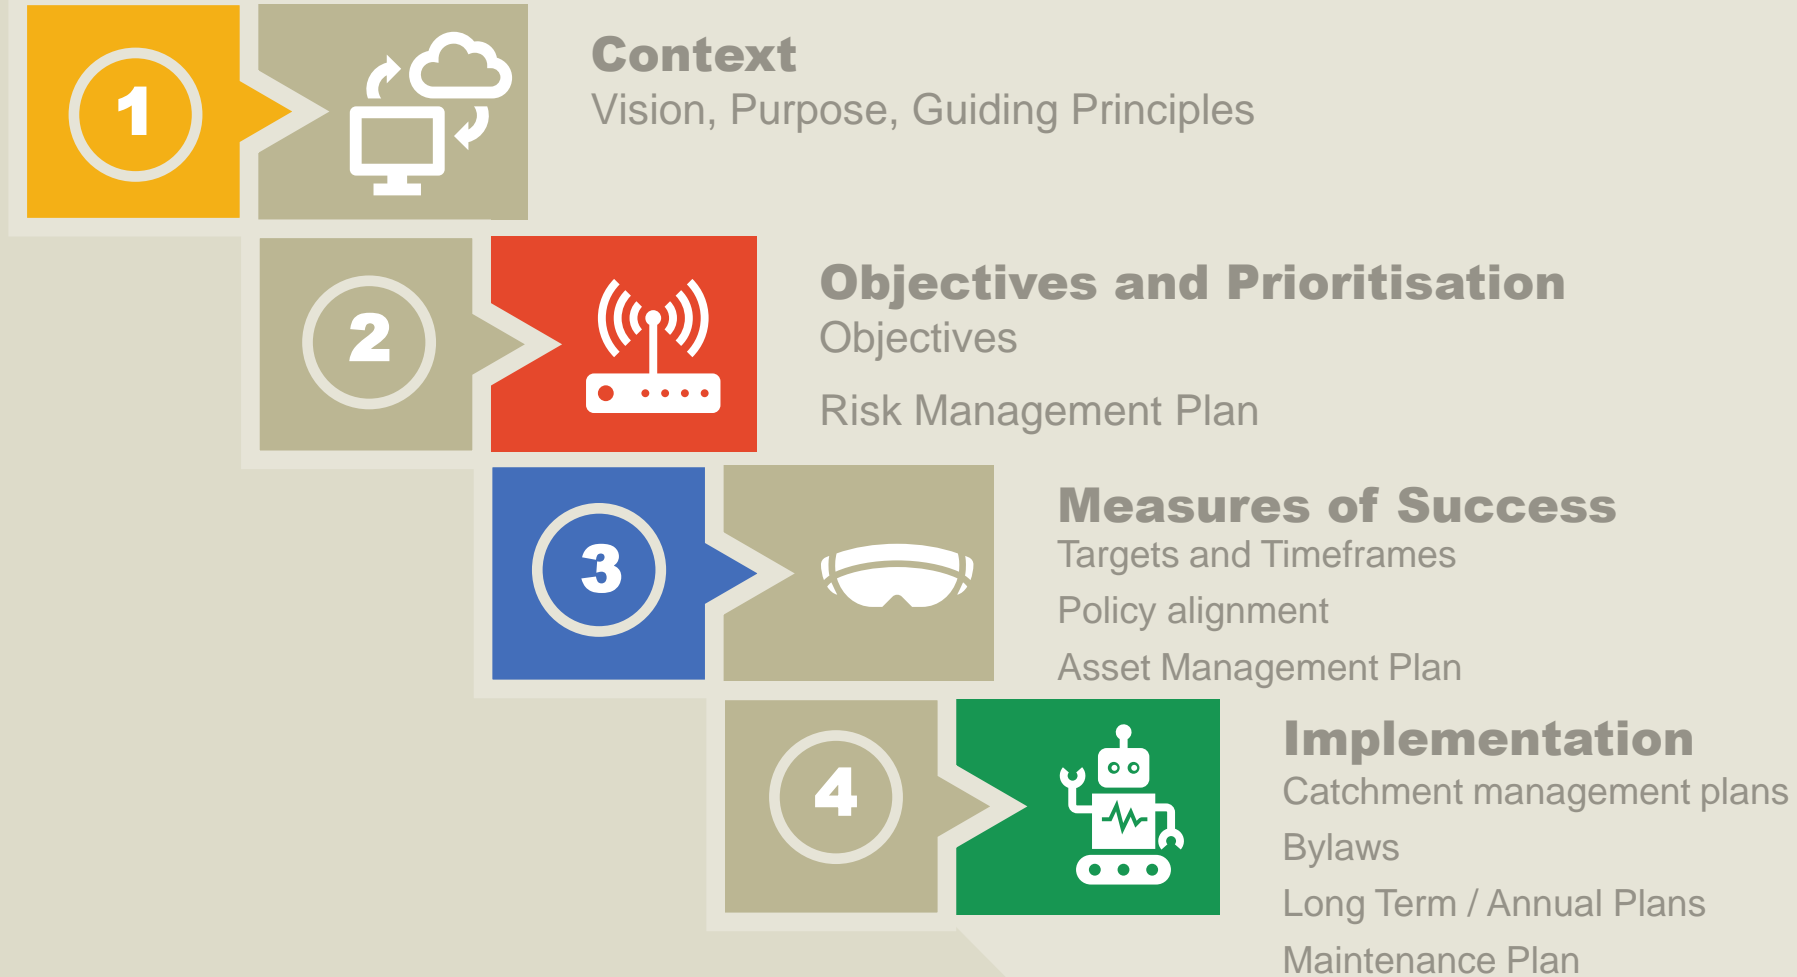 1
Context
Vision, Purpose, Guiding Principles
2
Objectives and Prioritisation
Objectives
Risk Management Plan
3
Measures of Success
Targets and Timeframes
Policy alignment
Asset Management Plan
4
Implementation
Catchment management plans
Bylaws
Long Term / Annual Plans
Maintenance Plan